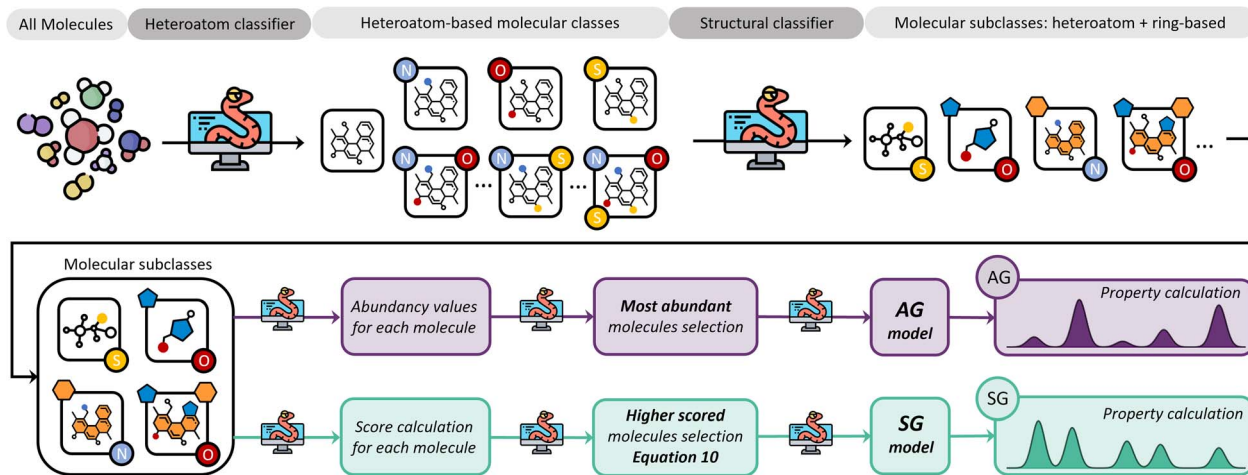 All Molecules
Heteroatom classifier
Heteroatom-based molecular classes
Structural classifier
Molecular subclasses: heteroatom + ring-based
N
O
S
N
O
...
N
S
...
N
O
S
S
O
N
O
...
Molecular subclasses
S
O
N
O
Abundancy values
for each molecule
Most abundant
molecules selection
AG
model
AG
Property calculation
Score calculation
for each molecule
Higher scored
molecules selection
Equation 10
SG
model
SG
Property calculation